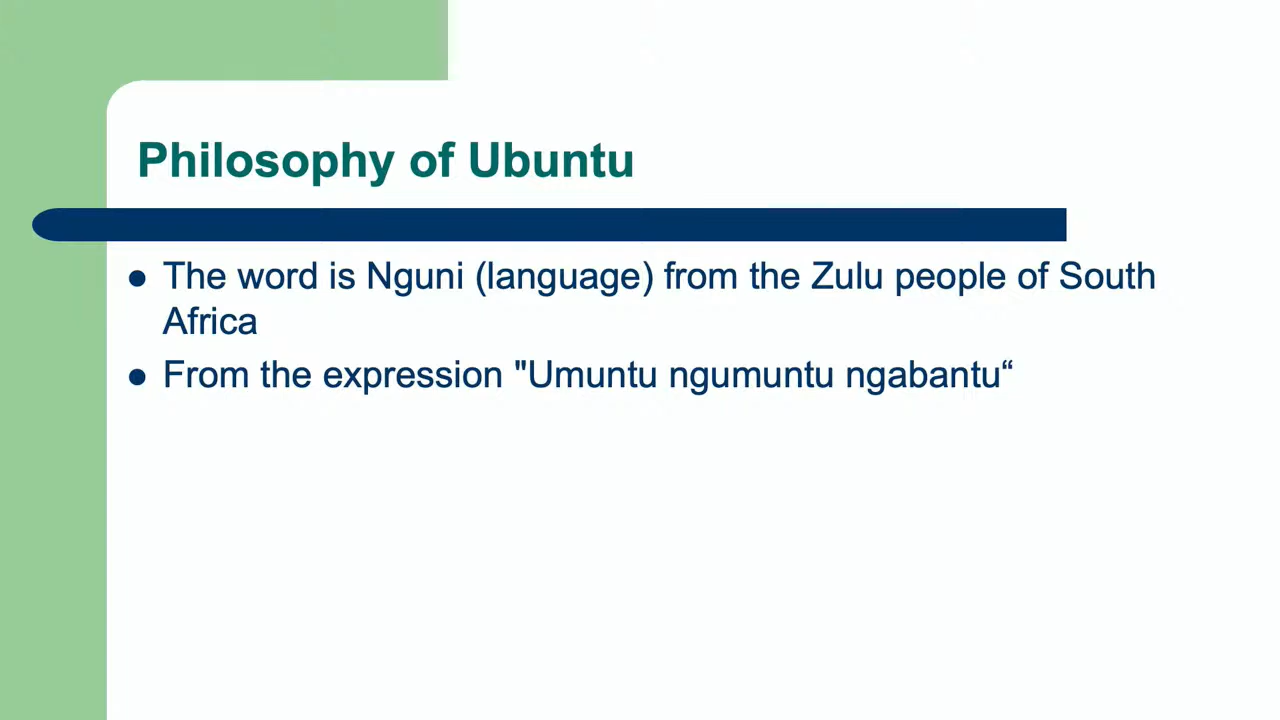 Philosophy of Ubuntu
● The word is Nguni (language) from the Zulu people of South
Africa
● From the expression "Umuntu ngumuntu ngabantu“